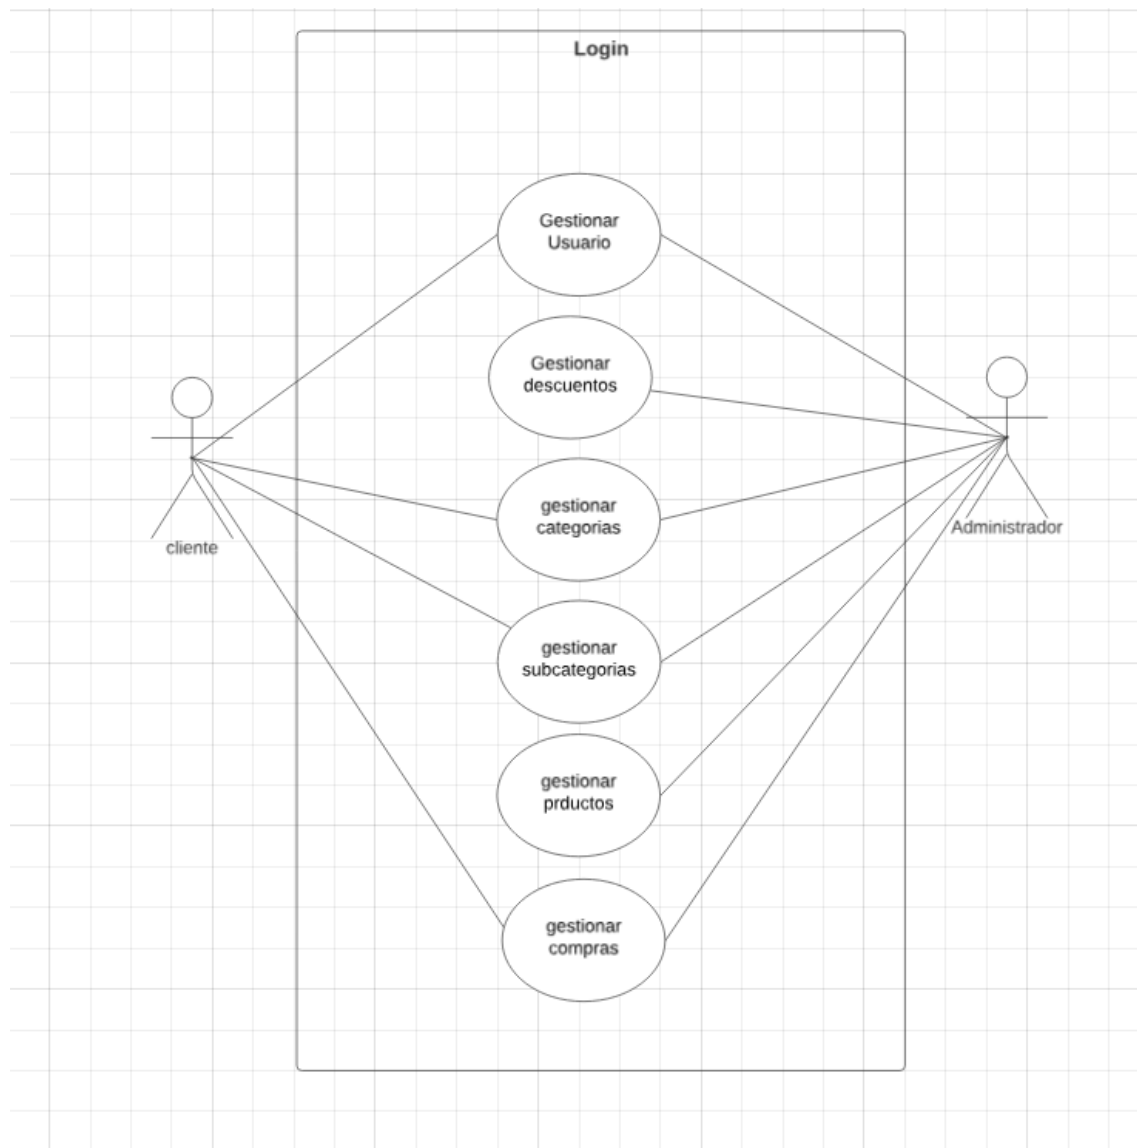 Login
Gestionar
Usuario
Gestionar
descuentos
gestionar
categorias
cliente
Administrador
gestionar
subcategorias
gestionar
prductos
gestionar
compras